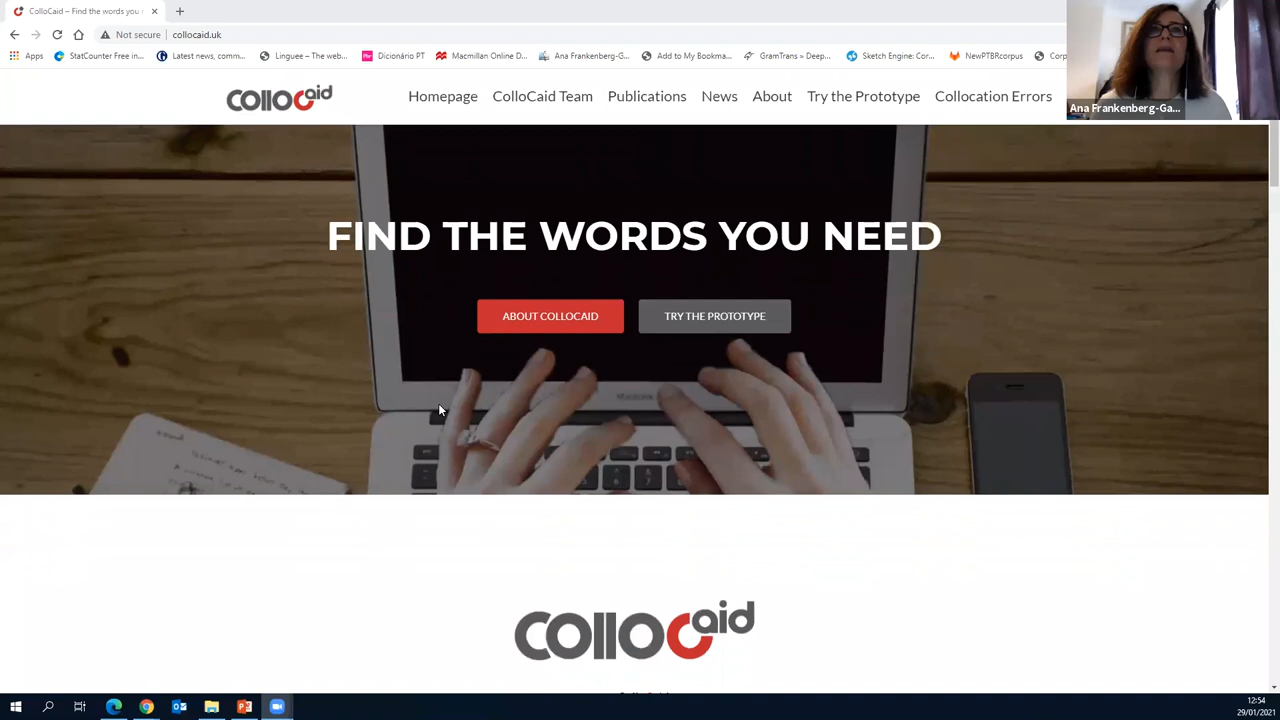 ColloCaid – Find the words you
Not secure
collocaid.uk
Apps
StatCounter Free in...
Latest news, comm...
Linguee – The web...
Dicionário PT
Macmillan Online D...
Ana Frankenberg-G...
Add to My Bookma...
GramTrans » Deep...
Sketch Engine: Cor...
NewPTBRcorpus
Corp
Ana Frankenberg-Ga...
collocaid
Homepage
ColloCaid Team
Publications
News
About
Try the Prototype
Collocation Errors
FIND THE WORDS YOU NEED
ABOUT COLLOCAID
TRY THE PROTOTYPE
collocaid
12:54
29/01/2021